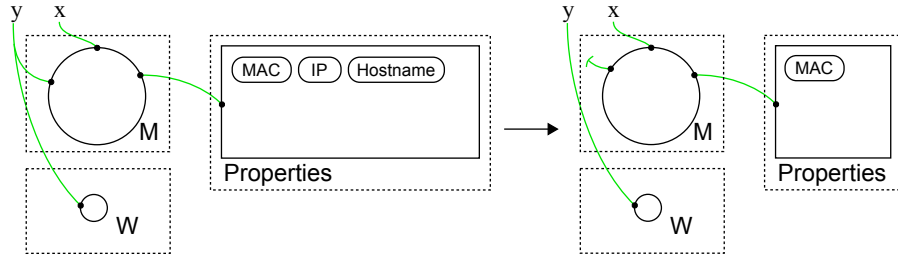 y x y x
MAC IP Hostname MAC
M M
Properties Properties
W W